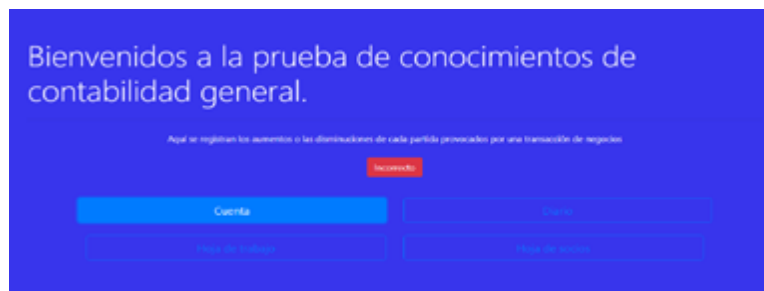 Bienvenidos a la prueba de conocimientos de
contabilidad general.
Aquí se registran los aumentos o las disminuciones de cada partida provocados por una transacción de negocios
Incorrecto
Cuenta
Diario
Hoja de trabajo
Hoja de